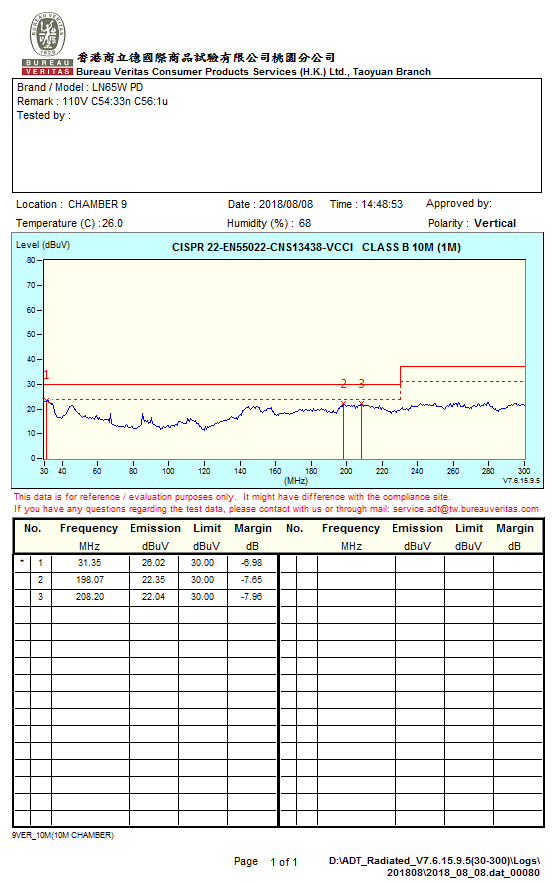 BUREAU VERITAS
1828
BUREAU
VERITAS
香港商立德國際商品試驗有限公司桃園分公司
Bureau Veritas Consumer Products Services (H.K.) Ltd., Taoyuan Branch
Brand / Model : LN65W PD
Remark : 110V C54:33n C56:1u
Tested by :
Location : CHAMBER 9 Date : 2018/08/08 Time : 14:48:53 Approved by:
Temperature (C) :26.0 Humidity (%) : 68 Polarity : Vertical
Level (dBuV) CISPR 22-EN55022-CNS13438-VCCI CLASS B 10M (1M)
80
70
60
50
40
30
20
10
0
1
2 3
30 40 60 80 100 120 140 160 180 200 220 240 260 280 300
(MHz) V7.6.15.9.5
This data is for reference / evaluation purposes only. It might have difference with the compliance site.
If you have any questions regarding the test data, please contact with us or through mail: service.adt@tw.bureauveritas.com
No. Frequency Emission Limit Margin No. Frequency Emission Limit Margin
MHz dBuV dBuV dB MHz dBuV dBuV dB
* 1 31.35 26.02 30.00 -6.98
2 198.07 22.35 30.00 -7.65
3 208.20 22.04 30.00 -7.96
9VER_10M(10M CHAMBER)
Page 1 of 1 D:\ADT_Radiated_V7.6.15.9.5(30-300)\Logs\
201808\2018_08_08.dat_00080